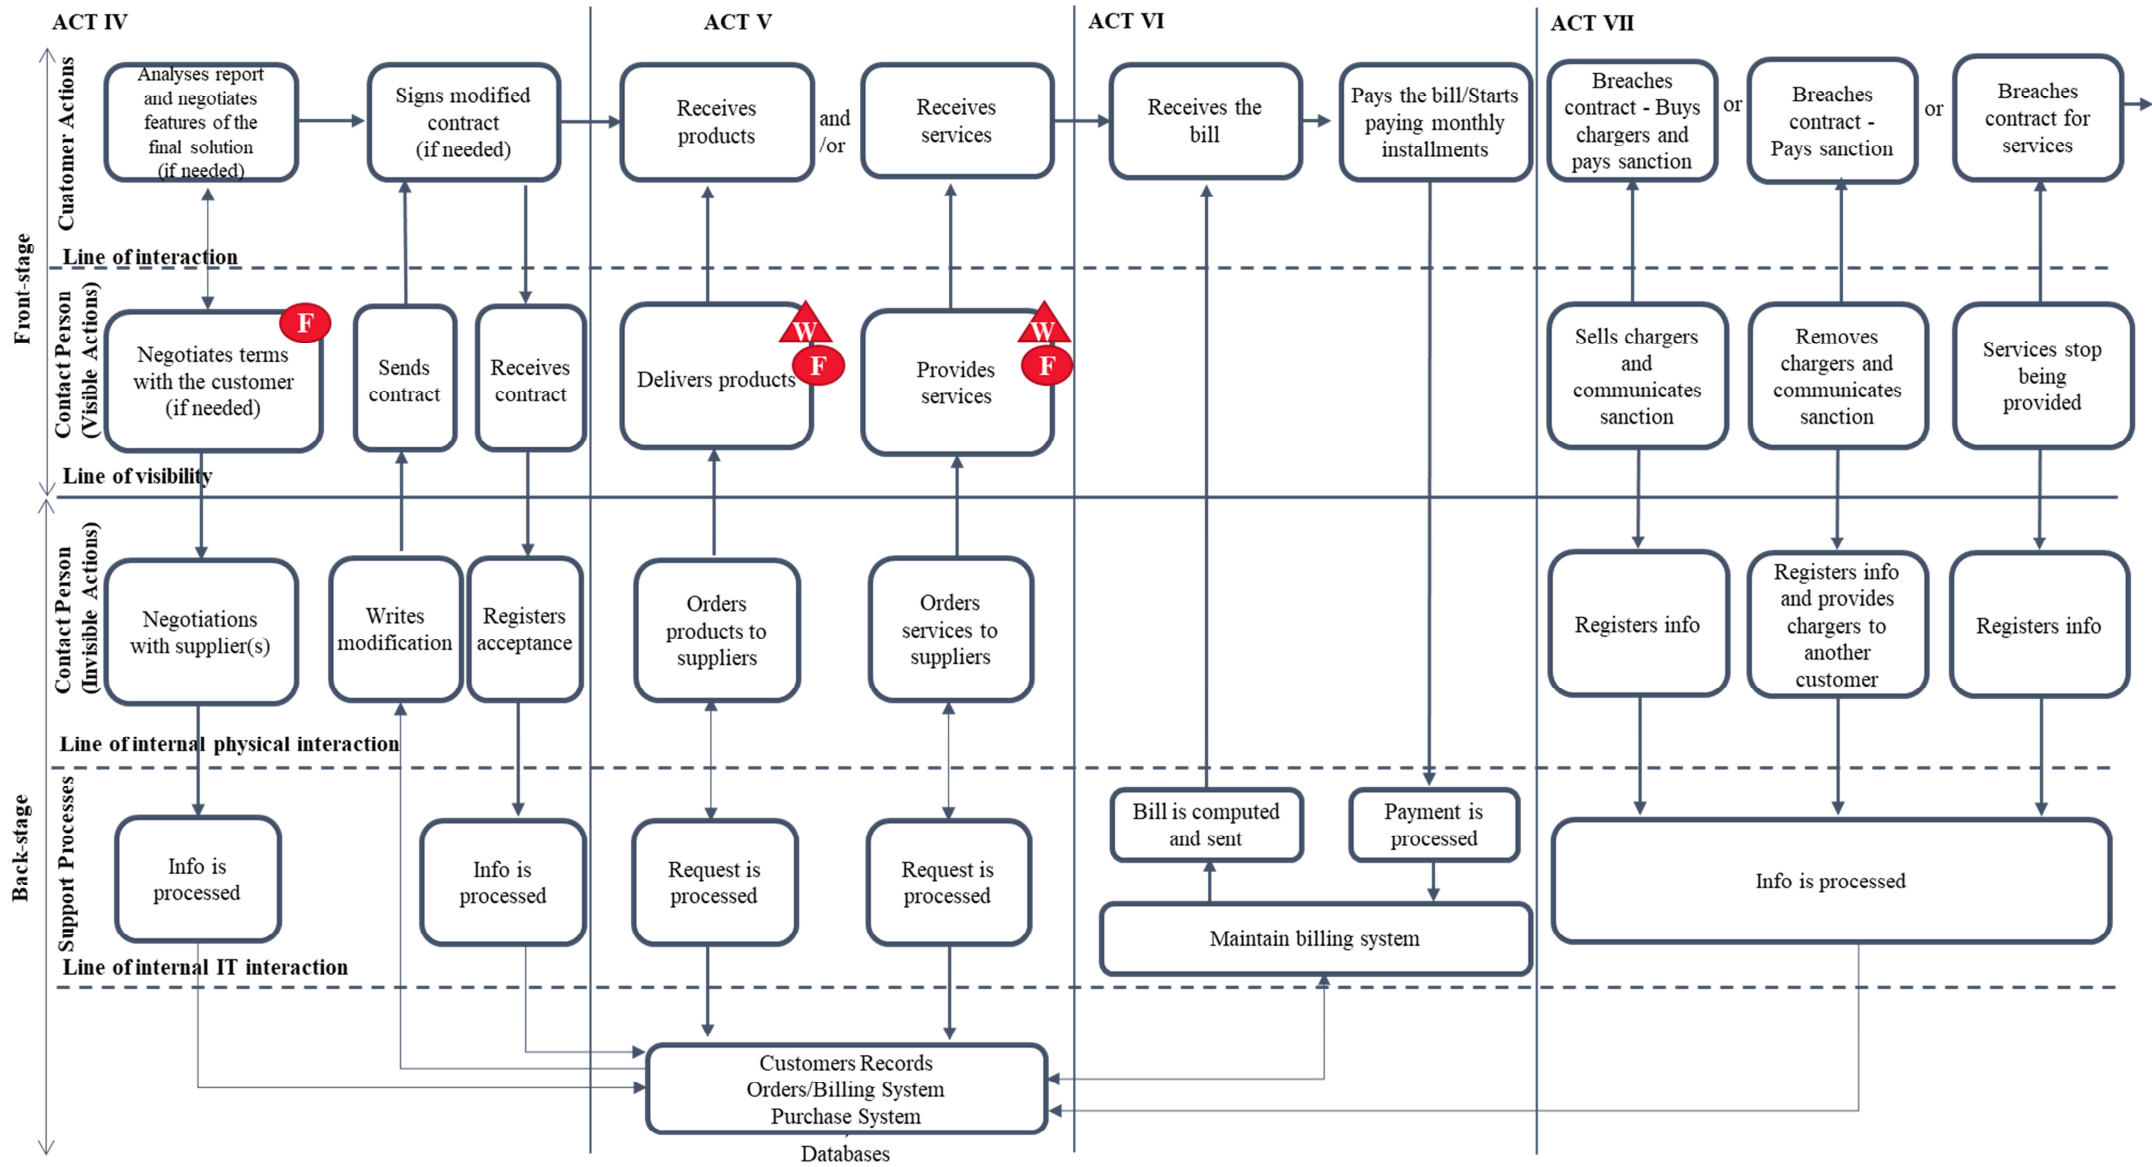 ACT IV
ACT V
ACT VI
ACT VII
Front-stage
Cuatomer Actions
Analyses report
and negotiates
features of the
final solution
(if needed)
Signs modified
contract
(if needed)
Receives
products
and
/or
Receives
services
Receives the
bill
Pays the bill/Starts
paying monthly
installments
Breaches
contract - Buys
chargers and
pays sanction
or
Breaches
contract -
Pays sanction
or
Breaches
contract for
services
Line of interaction
Contact Person
(Visible Actions)
Negotiates terms
with the customer
(if needed)
F
Sends
contract
Receives
contract
Delivers products
W
F
Provides
services
W
F
Sells chargers
and
communicates
sanction
Removes
chargers and
communicates
sanction
Services stop
being
provided
Line of visibility
Back-stage
Contact Person
(Invisible Actions)
Negotiations
with supplier(s)
Writes
modification
Registers
acceptance
Orders
products to
suppliers
Orders
services to
suppliers
Registers info
Registers info
and provides
chargers to
another
customer
Registers info
Line of internal physical interaction
Support Processes
Info is
processed
Info is
processed
Request is
processed
Request is
processed
Bill is computed
and sent
Payment is
processed
Maintain billing system
Info is processed
Line of internal IT interaction
Customers Records
Orders/Billing System
Purchase System
Databases